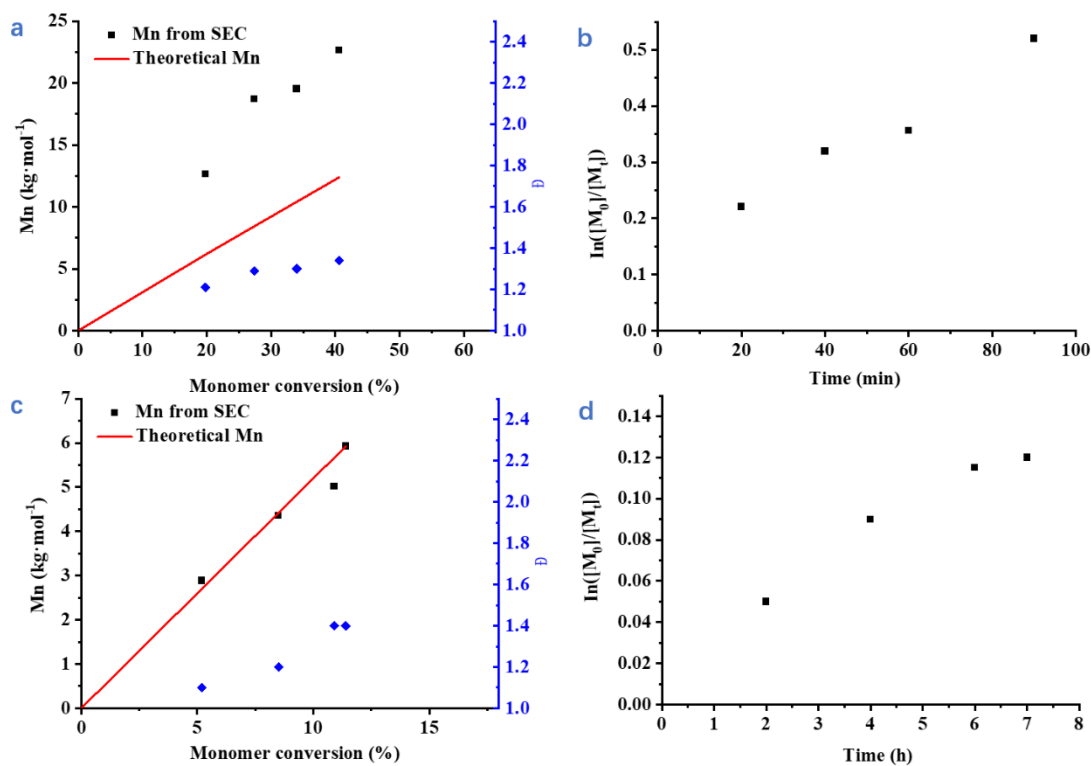 a
Mn from SEC
Theoretical Mn
25
20
15
10
5
0
Mn (kg·mol⁻¹)
0 10 20 30 40 50 60
Monomer conversion (%)
2.4
2.2
2.0
1.8
1.6
1.4
1.2
1.0
Đ
b
0.5
0.4
0.3
0.2
0.1
0.0
In([M₀]/[Mₜ])
0 20 40 60 80 100
Time (min)
c
Mn from SEC
Theoretical Mn
7
6
5
4
3
2
1
0
Mn (kg·mol⁻¹)
0 5 10 15
Monomer conversion (%)
2.4
2.2
2.0
1.8
1.6
1.4
1.2
1.0
Đ
d
0.14
0.12
0.10
0.08
0.06
0.04
0.02
0.00
In([M₀]/[Mₜ])
0 1 2 3 4 5 6 7 8
Time (h)